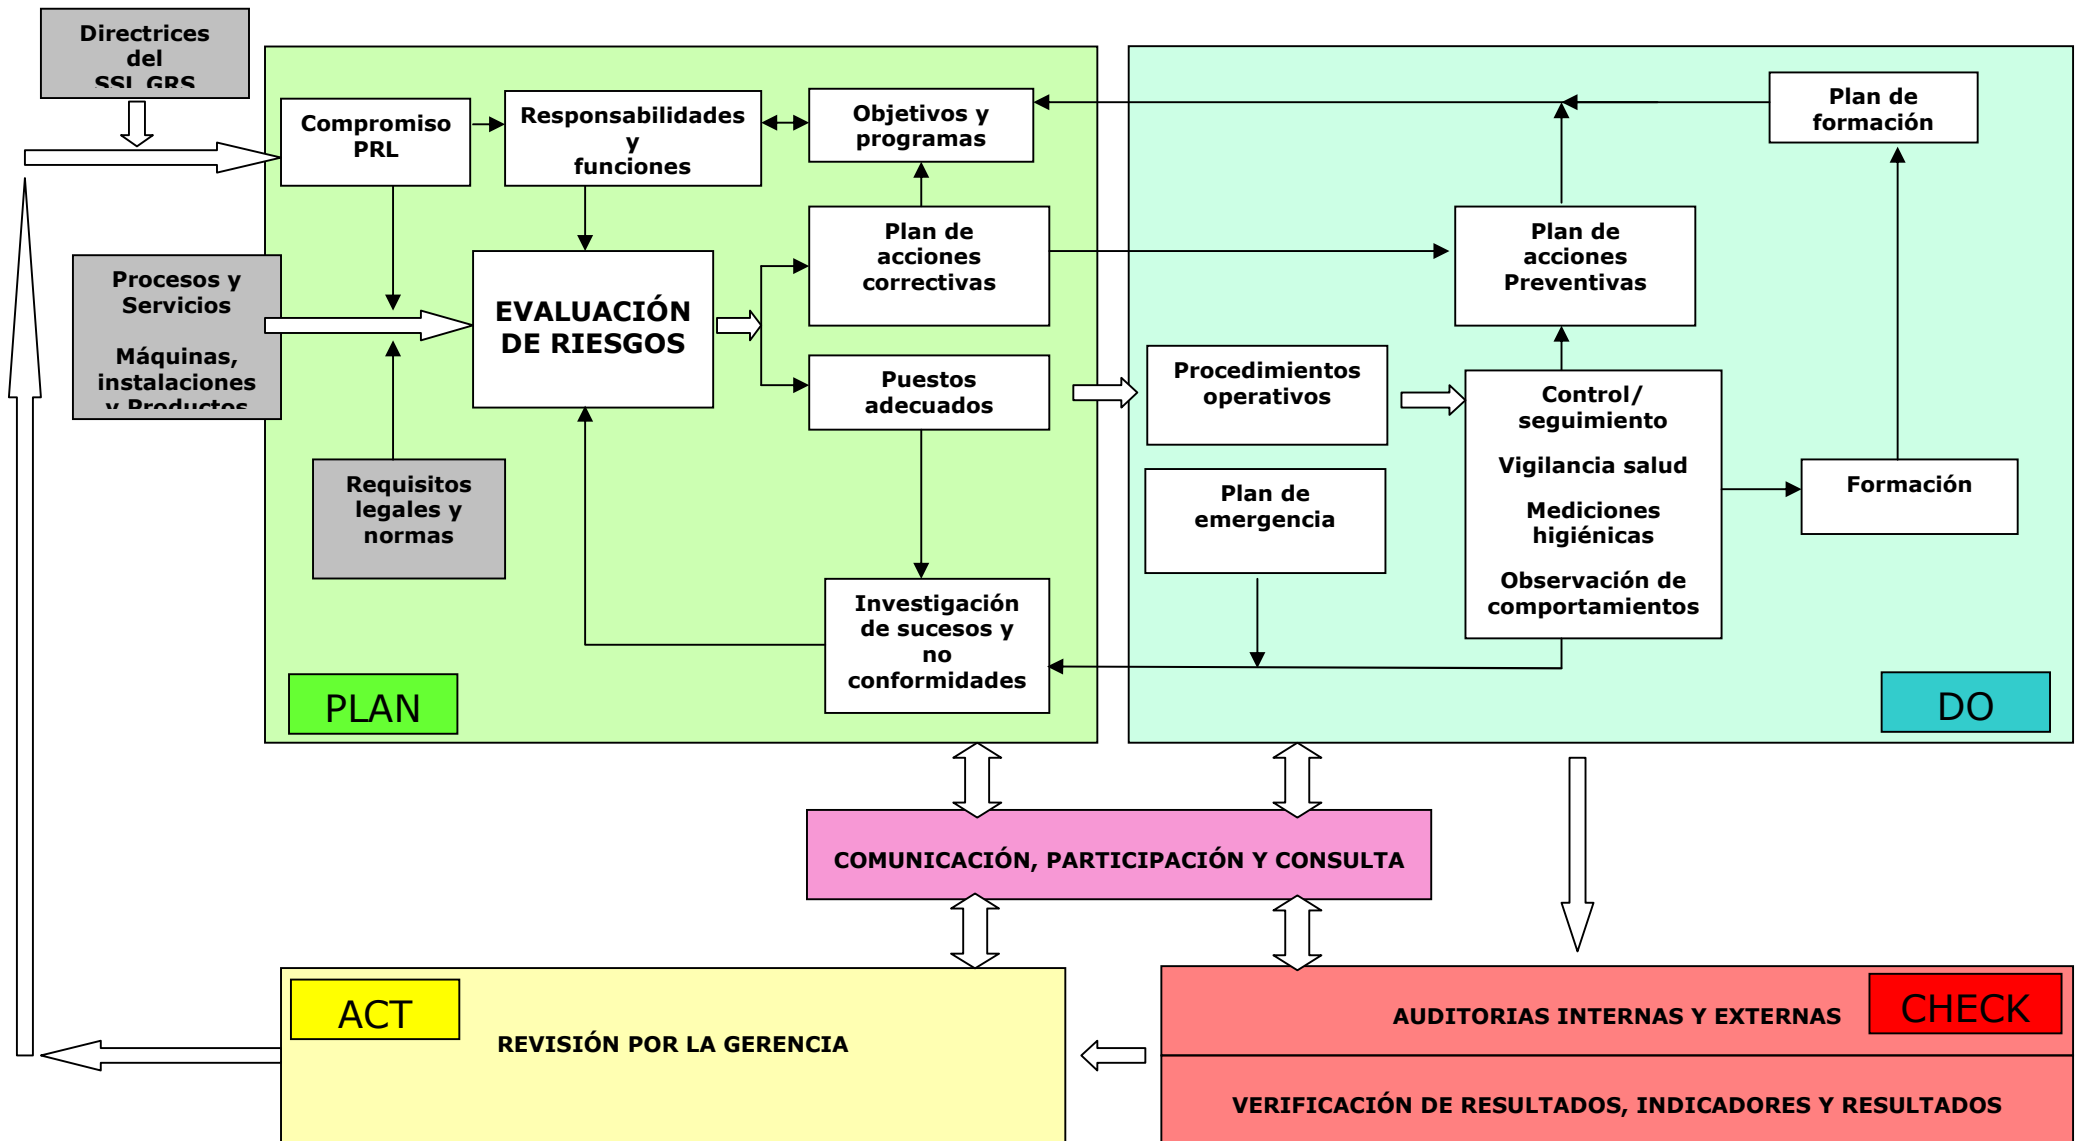 Directrices
del
SSL GRS
Compromiso
PRL
Responsabilidades
y
funciones
Objetivos y
programas
Plan de
formación
Plan de
acciones
correctivas
Plan de
acciones
Preventivas
Procesos y
Servicios
Máquinas,
instalaciones
y Productos
EVALUACIÓN
DE RIESGOS
Puestos
adecuados
Procedimientos
operativos
Control/
seguimiento
Vigilancia salud
Mediciones
higiénicas
Observación de
comportamientos
Requisitos
legales y
normas
Plan de
emergencia
Formación
Investigación
de sucesos y
no
conformidades
PLAN
DO
COMUNICACIÓN, PARTICIPACIÓN Y CONSULTA
ACT
REVISIÓN POR LA GERENCIA
AUDITORIAS INTERNAS Y EXTERNAS
CHECK
VERIFICACIÓN DE RESULTADOS, INDICADORES Y RESULTADOS